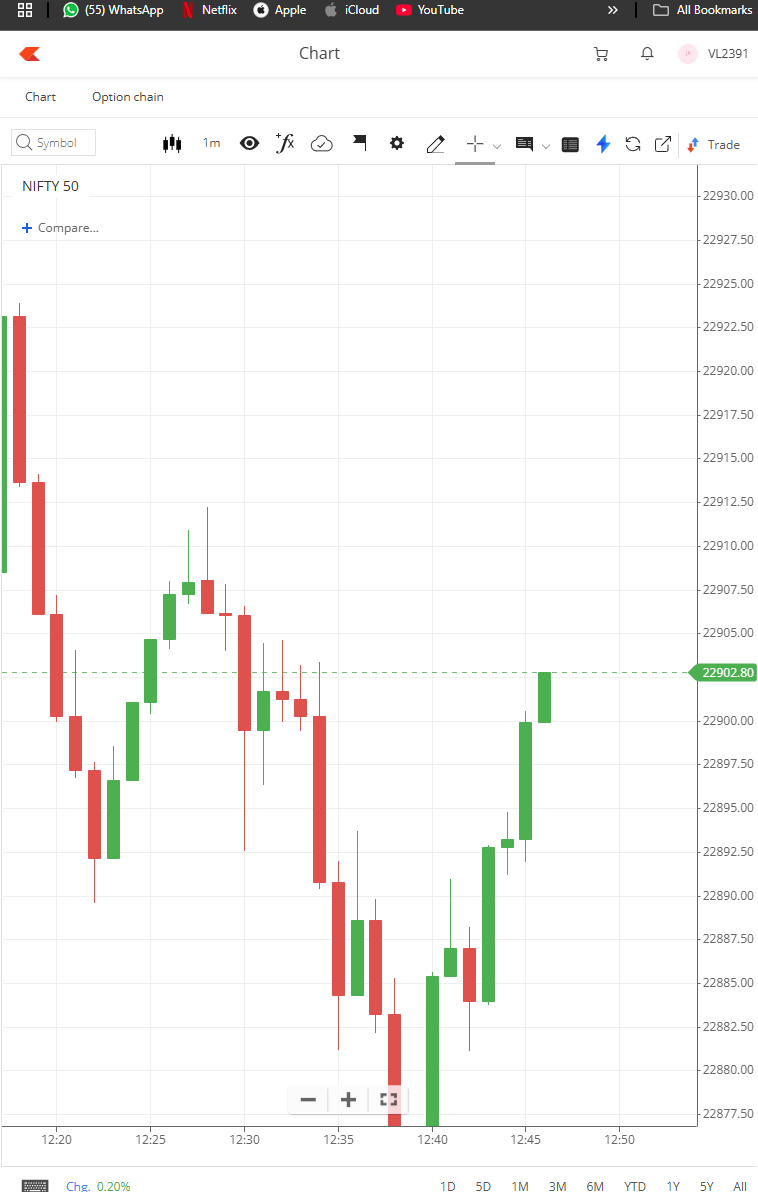 (55) WhatsApp Netflix Apple iCloud YouTube » All Bookmarks
Chart VL2391
Chart Option chain
Symbol 1m Trade
NIFTY 50
+ Compare...
22930.00
22927.50
22925.00
22922.50
22920.00
22917.50
22915.00
22912.50
22910.00
22907.50
22905.00
22902.80
22900.00
22897.50
22895.00
22892.50
22890.00
22887.50
22885.00
22882.50
22880.00
22877.50
12:20 12:25 12:30 12:35 12:40 12:45 12:50
Chg. 0.20% 1D 5D 1M 3M 6M YTD 1Y 5Y All